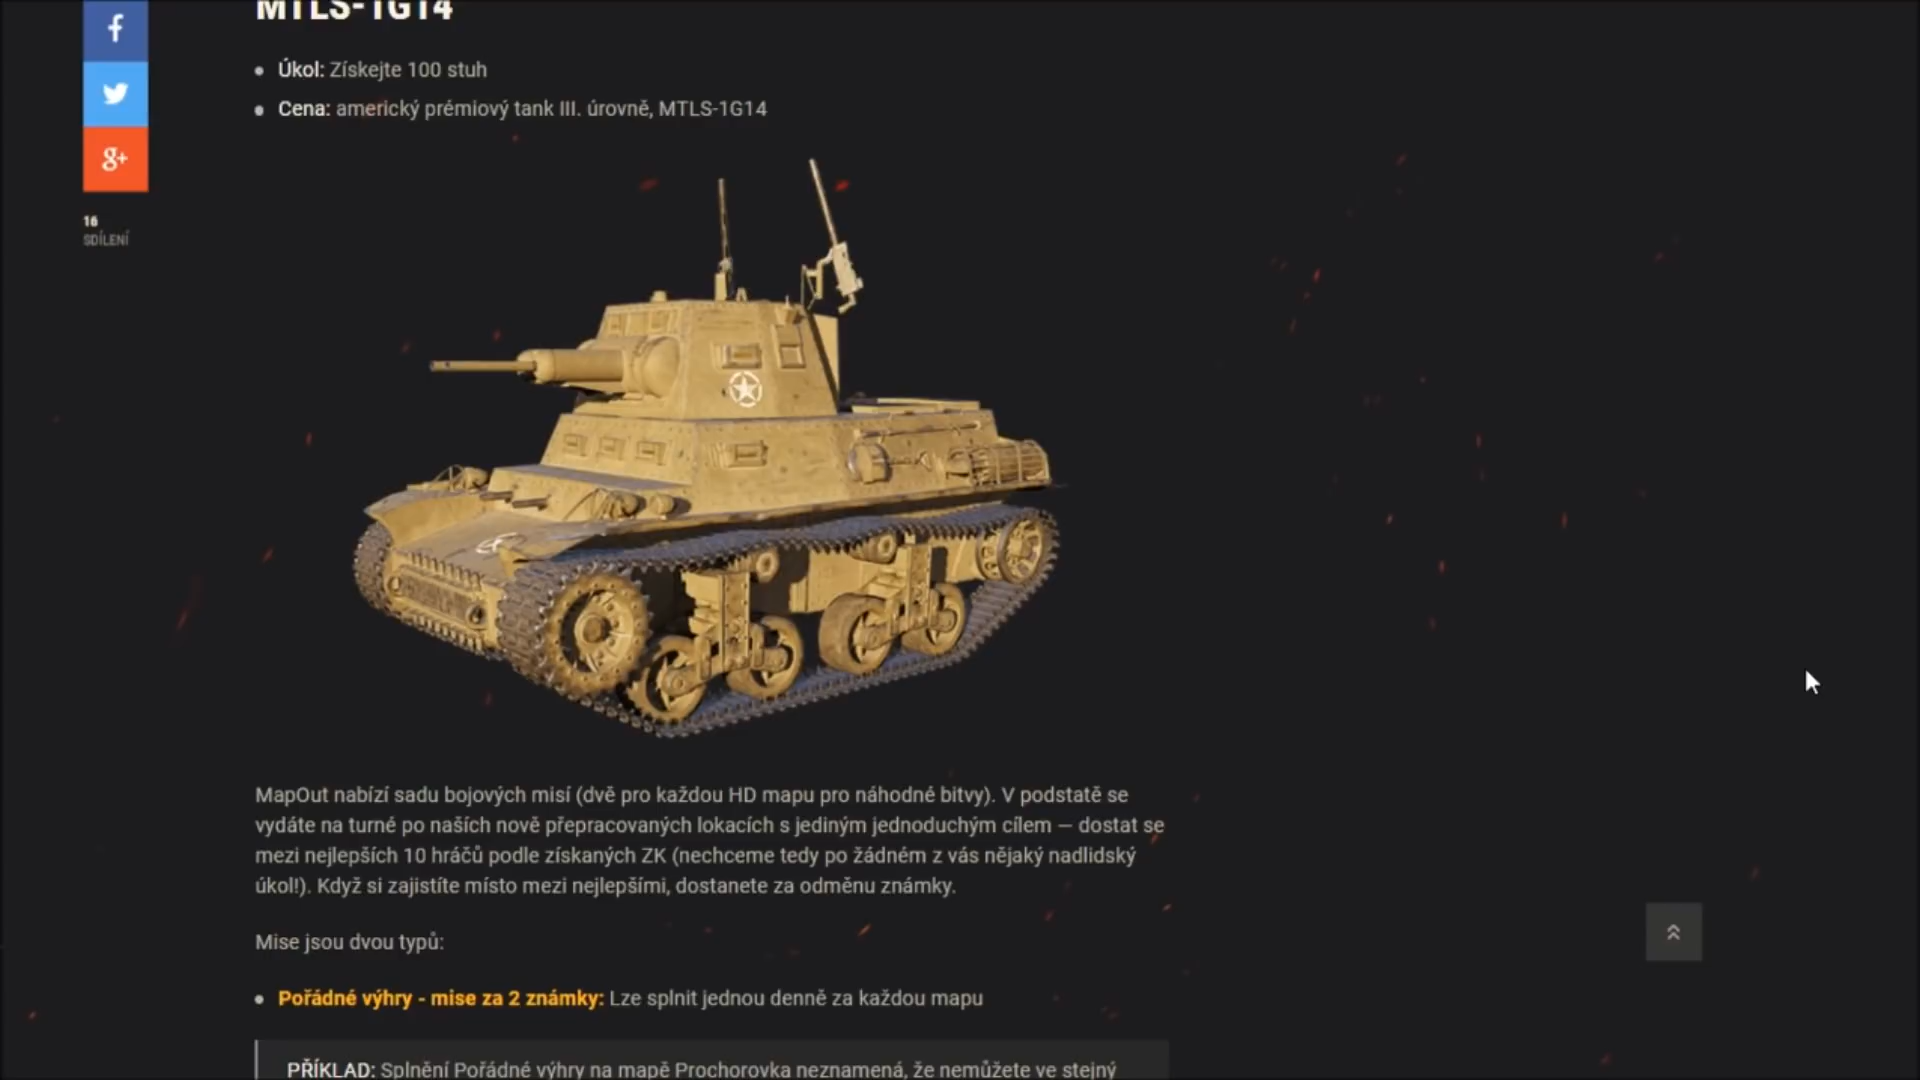 MTLS-1G14
f
Úkol: Získejte 100 stuh
Cena: americký prémiový tank III. úrovně, MTLS-1G14
g+
16
SDÍLENÍ
MapOut nabízí sadu bojových misí (dvě pro každou HD mapu pro náhodné bitvy). V podstatě se
vydáte na turné po naších nově přepracovaných lokacích s jediným jednoduchým cílem — dostat se
mezi nejlepších 10 hráčů podle získaných ZK (nechceme tedy po žádném z vás nějaký nadlidský
úkol!). Když si zajistíte místo mezi nejlepšími, dostanete za odměnu známky.
Mise jsou dvou typů:
Pořádné výhry - mise za 2 známky: Lze splnit jednou denně za každou mapu
PŘÍKLAD: Splnění Pořádné výhry na mapě Prochorovka neznamená, že nemůžete ve stejný